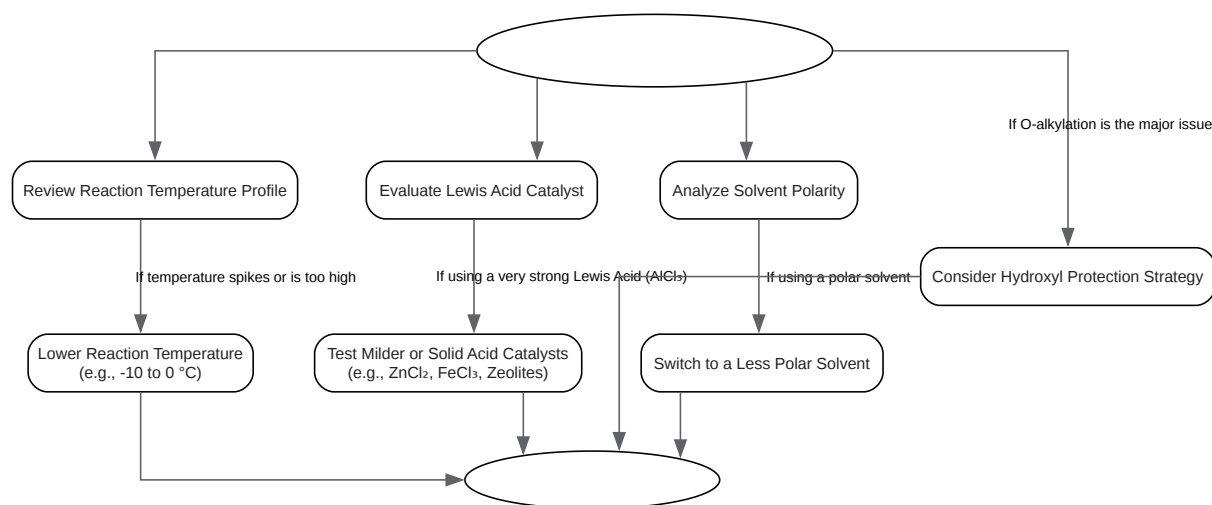 If O-alkylation is the major issue
Review Reaction Temperature Profile
Evaluate Lewis Acid Catalyst
Analyze Solvent Polarity
If temperature spikes or is too high
If using a very strong Lewis Acid (AlCl₃)
If using a polar solvent
Consider Hydroxyl Protection Strategy
Lower Reaction Temperature
(e.g., -10 to 0 °C)
Test Milder or Solid Acid Catalysts
(e.g., ZnCl₂, FeCl₃, Zeolites)
Switch to a Less Polar Solvent